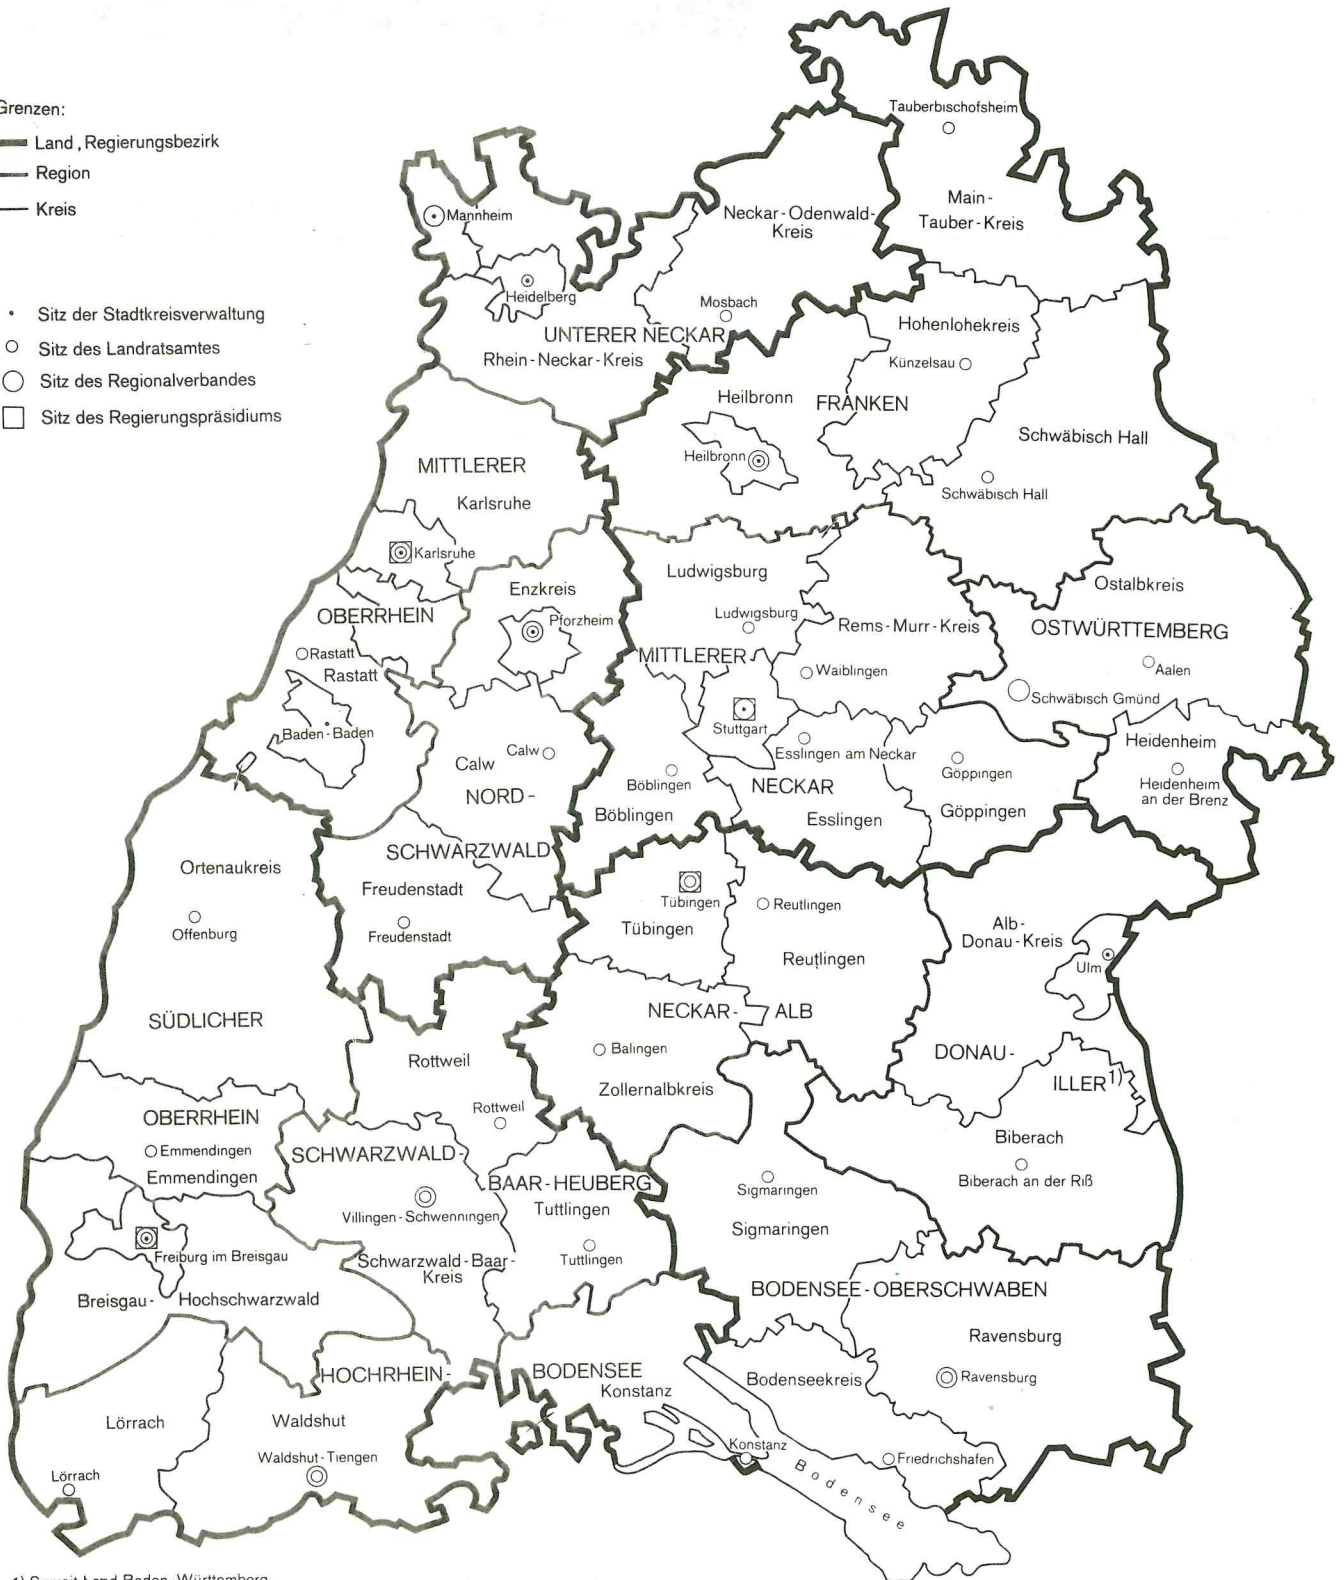 Grenzen:
Land, Regierungsbezirk
Region
Kreis
Sitz der Stadtkreisverwaltung
Sitz des Landratsamtes
Sitz des Regionalverbandes
Sitz des Regierungspräsidiums
Tauberbischofsheim
Main-
Tauber-Kreis
Mannheim
Neckar-Odenwald-
Kreis
Heidelberg
Mosbach
UNTERER NECKAR
Rhein-Neckar-Kreis
Hohenlohekreis
Künzelsau
Heilbronn
FRANKEN
Schwäbisch Hall
Heilbronn
Schwäbisch Hall
MITTLERER
Karlsruhe
Karlsruhe
Enzkreis
Ludwigsburg
Ostalbkreis
OBERRHEIN
Pforzheim
Ludwigsburg
Rems-Murr-Kreis
OSTWÜRTTEMBERG
Rastatt
Rastatt
MITTLERER
Waiblingen
Aalen
Schwäbisch Gmünd
Baden-Baden
Stuttgart
Calw
Calw
Esslingen am Neckar
Göppingen
Heidenheim
Heidenheim
an der Brenz
NORD-
Böblingen
NECKAR
Böblingen
Esslingen
Göppingen
SCHWARZWALD
Ortenaukreis
Freudenstadt
Tübingen
Reutlingen
Offenburg
Freudenstadt
Tübingen
Alb-
Donau-Kreis
Reutlingen
Ulm
SÜDLICHER
NECKAR-
ALB
Rottweil
Balingen
DONAU-
Zollernalbkreis
ILLER 1)
OBERRHEIN
Rottweil
Emmendingen
Emmendingen
SCHWARZWALD-
Biberach
Biberach an der Riß
BAAR-HEUBERG
Sigmaringen
Villingen-Schwenningen
Tuttlingen
Sigmaringen
Freiburg im Breisgau
Schwarzwald-Baar-
Kreis
Tuttlingen
Breisgau-
Hochschwarzwald
BODENSEE-OBERSCHWABEN
Ravensburg
HOCHRHEIN-
BODENSEE
Konstanz
Bodenseekreis
Ravensburg
Lörrach
Waldshut
Waldshut-Tiengen
Konstanz
Friedrichshafen
Lörrach
Bodensee
1) Soweit Land Baden-Württemberg